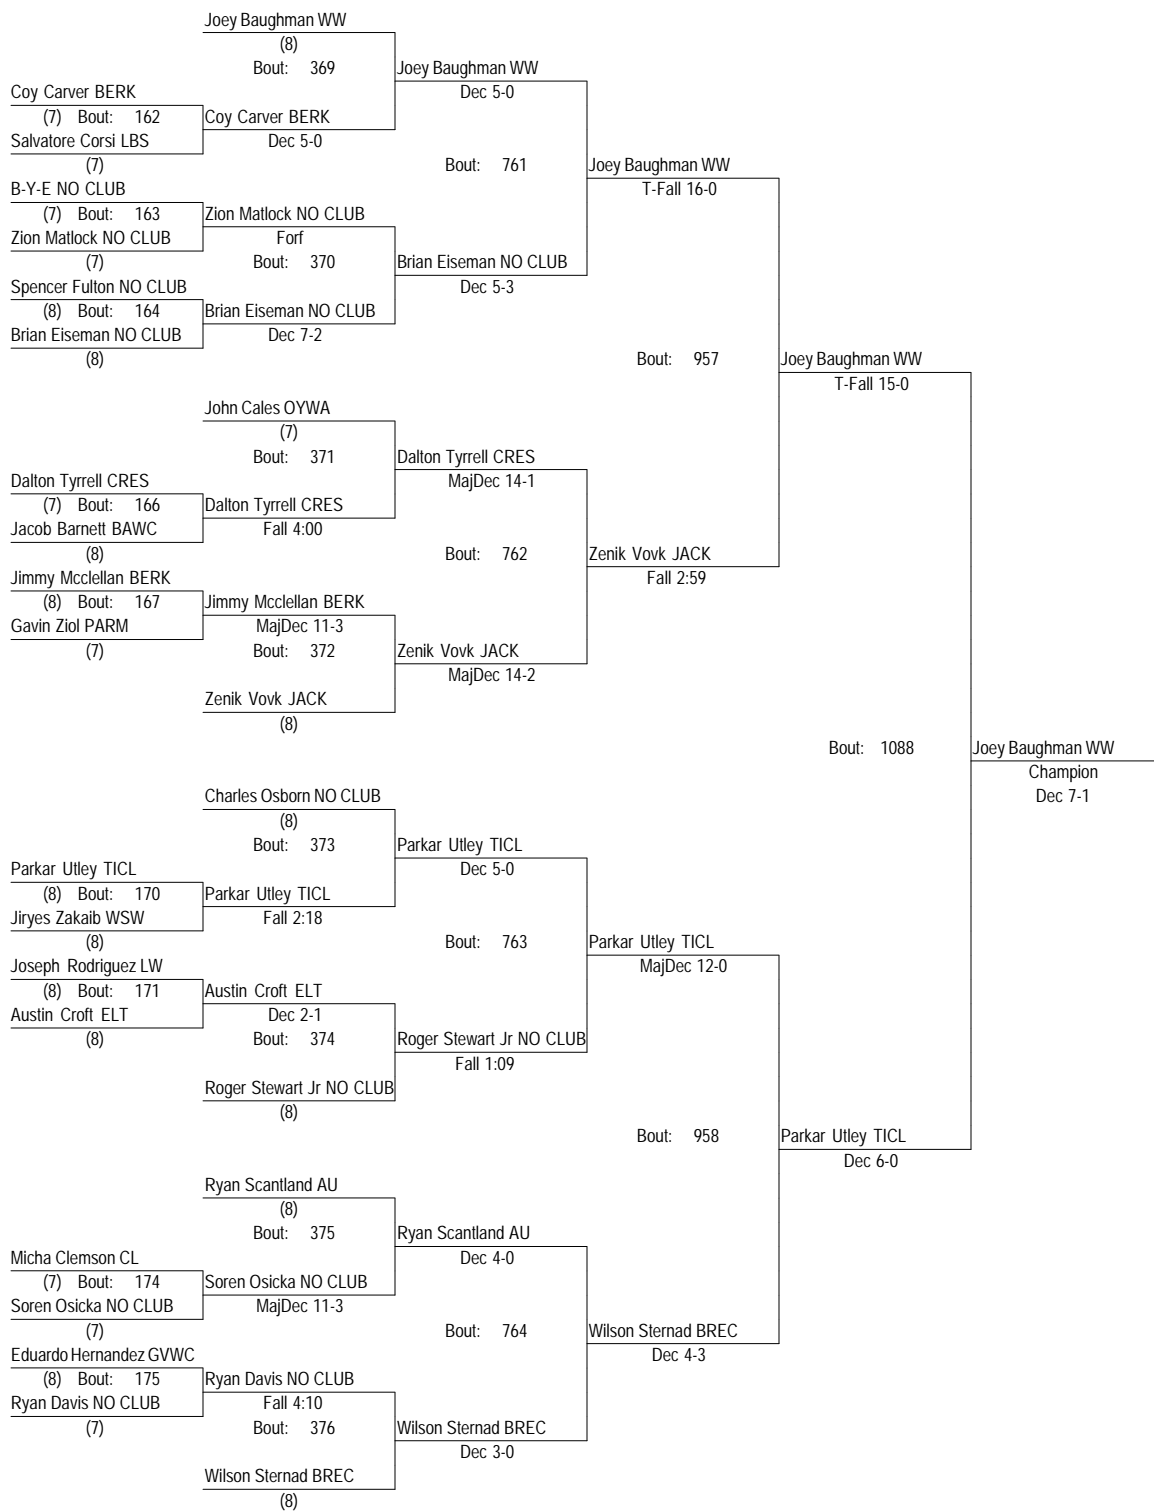 Joey Baughman WW
(8)
Bout: 369
Joey Baughman WW
Dec 5-0
Coy Carver BERK
(7) Bout: 162
Coy Carver BERK
Salvatore Corsi LBS
Dec 5-0
(7)
Bout: 761
Joey Baughman WW
T-Fall 16-0
B-Y-E NO CLUB
(7) Bout: 163
Zion Matlock NO CLUB
Zion Matlock NO CLUB
Forf
(7)
Bout: 370
Brian Eiseman NO CLUB
Dec 5-3
Spencer Fulton NO CLUB
(8) Bout: 164
Brian Eiseman NO CLUB
Brian Eiseman NO CLUB
Dec 7-2
(8)
Bout: 957
Joey Baughman WW
T-Fall 15-0
John Cales OYWA
(7)
Bout: 371
Dalton Tyrrell CRES
MajDec 14-1
Dalton Tyrrell CRES
(7) Bout: 166
Dalton Tyrrell CRES
Jacob Barnett BAWC
Fall 4:00
(8)
Bout: 762
Zenik Vovk JACK
Fall 2:59
Jimmy Mcclellan BERK
(8) Bout: 167
Jimmy Mcclellan BERK
Gavin Ziol PARM
MajDec 11-3
(7)
Bout: 372
Zenik Vovk JACK
MajDec 14-2
Zenik Vovk JACK
(8)
Bout: 1088
Joey Baughman WW
Champion
Dec 7-1
Charles Osborn NO CLUB
(8)
Bout: 373
Parkar Utley TICL
Dec 5-0
Parkar Utley TICL
(8) Bout: 170
Parkar Utley TICL
Jiryes Zakaib WSW
Fall 2:18
(8)
Bout: 763
Parkar Utley TICL
MajDec 12-0
Joseph Rodriguez LW
(8) Bout: 171
Austin Croft ELT
Austin Croft ELT
Dec 2-1
(8)
Bout: 374
Roger Stewart Jr NO CLUB
Fall 1:09
Roger Stewart Jr NO CLUB
(8)
Bout: 958
Parkar Utley TICL
Dec 6-0
Ryan Scantland AU
(8)
Bout: 375
Ryan Scantland AU
Dec 4-0
Micha Clemson CL
(7) Bout: 174
Soren Osicka NO CLUB
Soren Osicka NO CLUB
MajDec 11-3
(7)
Bout: 764
Wilson Sternad BREC
Dec 4-3
Eduardo Hernandez GVWC
(8) Bout: 175
Ryan Davis NO CLUB
Ryan Davis NO CLUB
Fall 4:10
(7)
Bout: 376
Wilson Sternad BREC
Dec 3-0
Wilson Sternad BREC
(8)